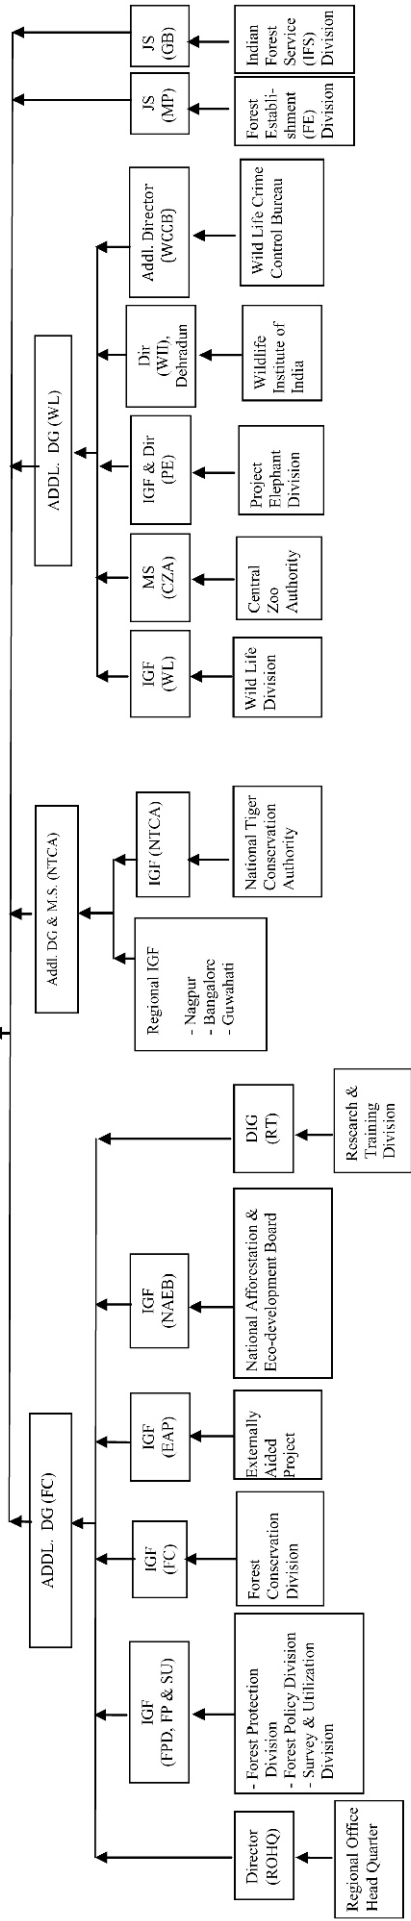 ADDL. DG (FC)
Director
(ROHQ)
Regional Office
Head Quarter
IGF
(FPD, FP & SU)
- Forest Protection
Division
- Forest Policy Division
- Survey & Utilization
Division
IGF
(FC)
Forest
Conservation
Division
IGF
(EAP)
Externally
Aided
Project
IGF
(NAEB)
National Afforestation &
Eco-development Board
DIG
(RT)
Research &
Training
Division
Addl. DG & M.S. (NTCA)
Regional IGF
- Nagpur
- Bangalore
- Guwahati
IGF (NTCA)
National Tiger
Conservation
Authority
ADDL. DG (WL)
IGF
(WL)
Wild Life
Division
MS
(CZA)
Central
Zoo
Authority
IGF & Dir
(PE)
Project
Elephant
Division
Dir
(WII),
Dehradun
Wildlife
Institute of
India
Addl. Director
(WCCB)
Wild Life Crime
Control Bureau
JS
(MP)
Forest
Establi-
shment
(FE)
Division
JS
(GB)
Indian
Forest
Service
(IFS)
Division